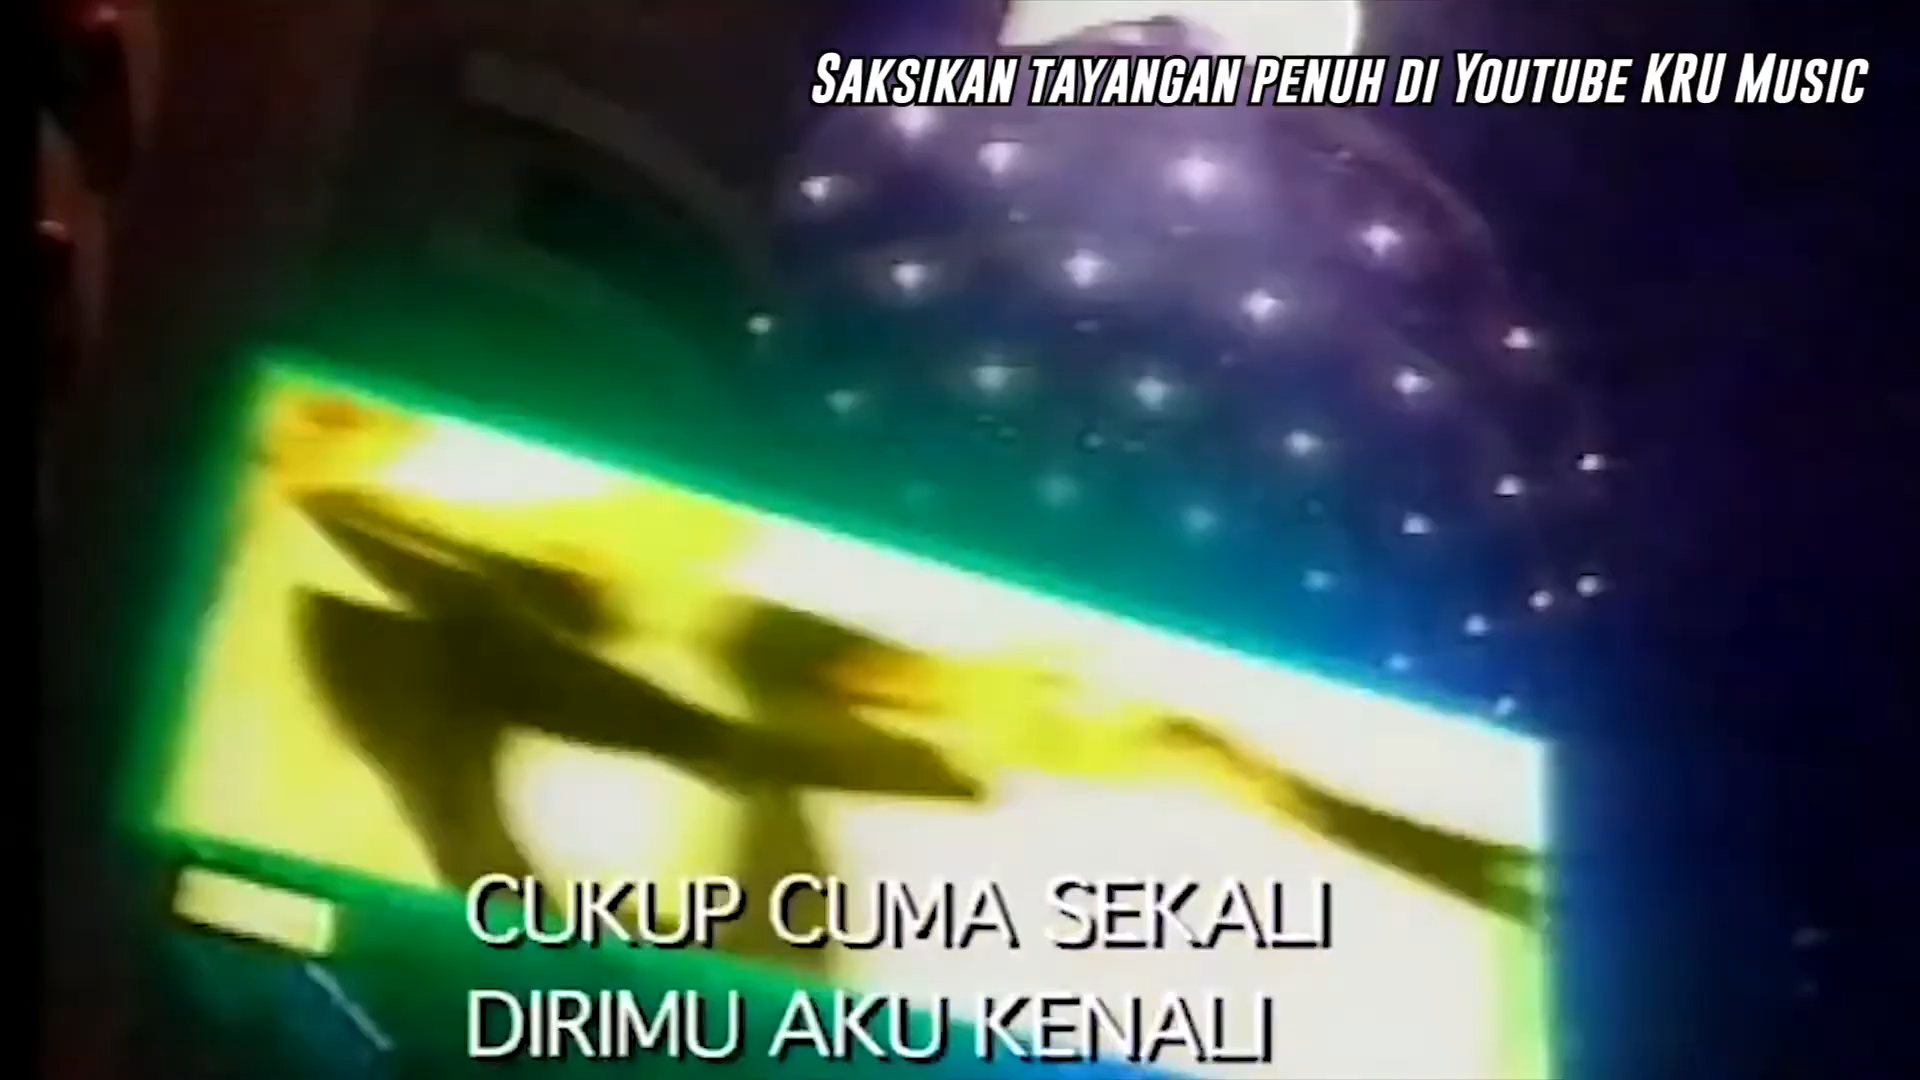 SAKSIKAN TAYANGAN PENUH DI YOUTUBE KRU MUSIC
CUKUP CUMA SEKALI
DIRIMU AKU KENALI